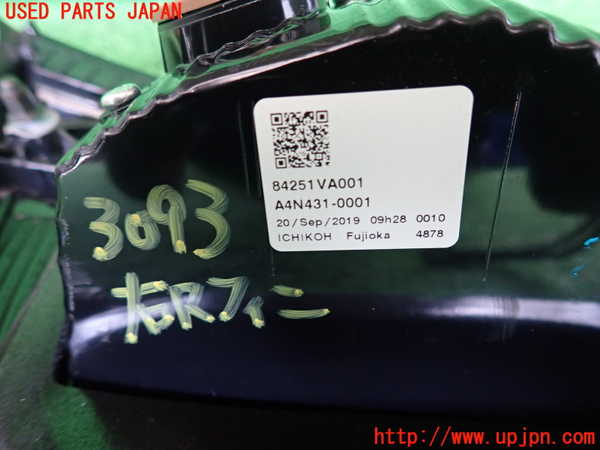 USED PARTS JAPAN
84251VA001
A4N431-0001
20/Sep/2019 09h28 0010
ICHIKOH Fujioka 4878
3093
右Rフィニ
http://www.upjpn.com/